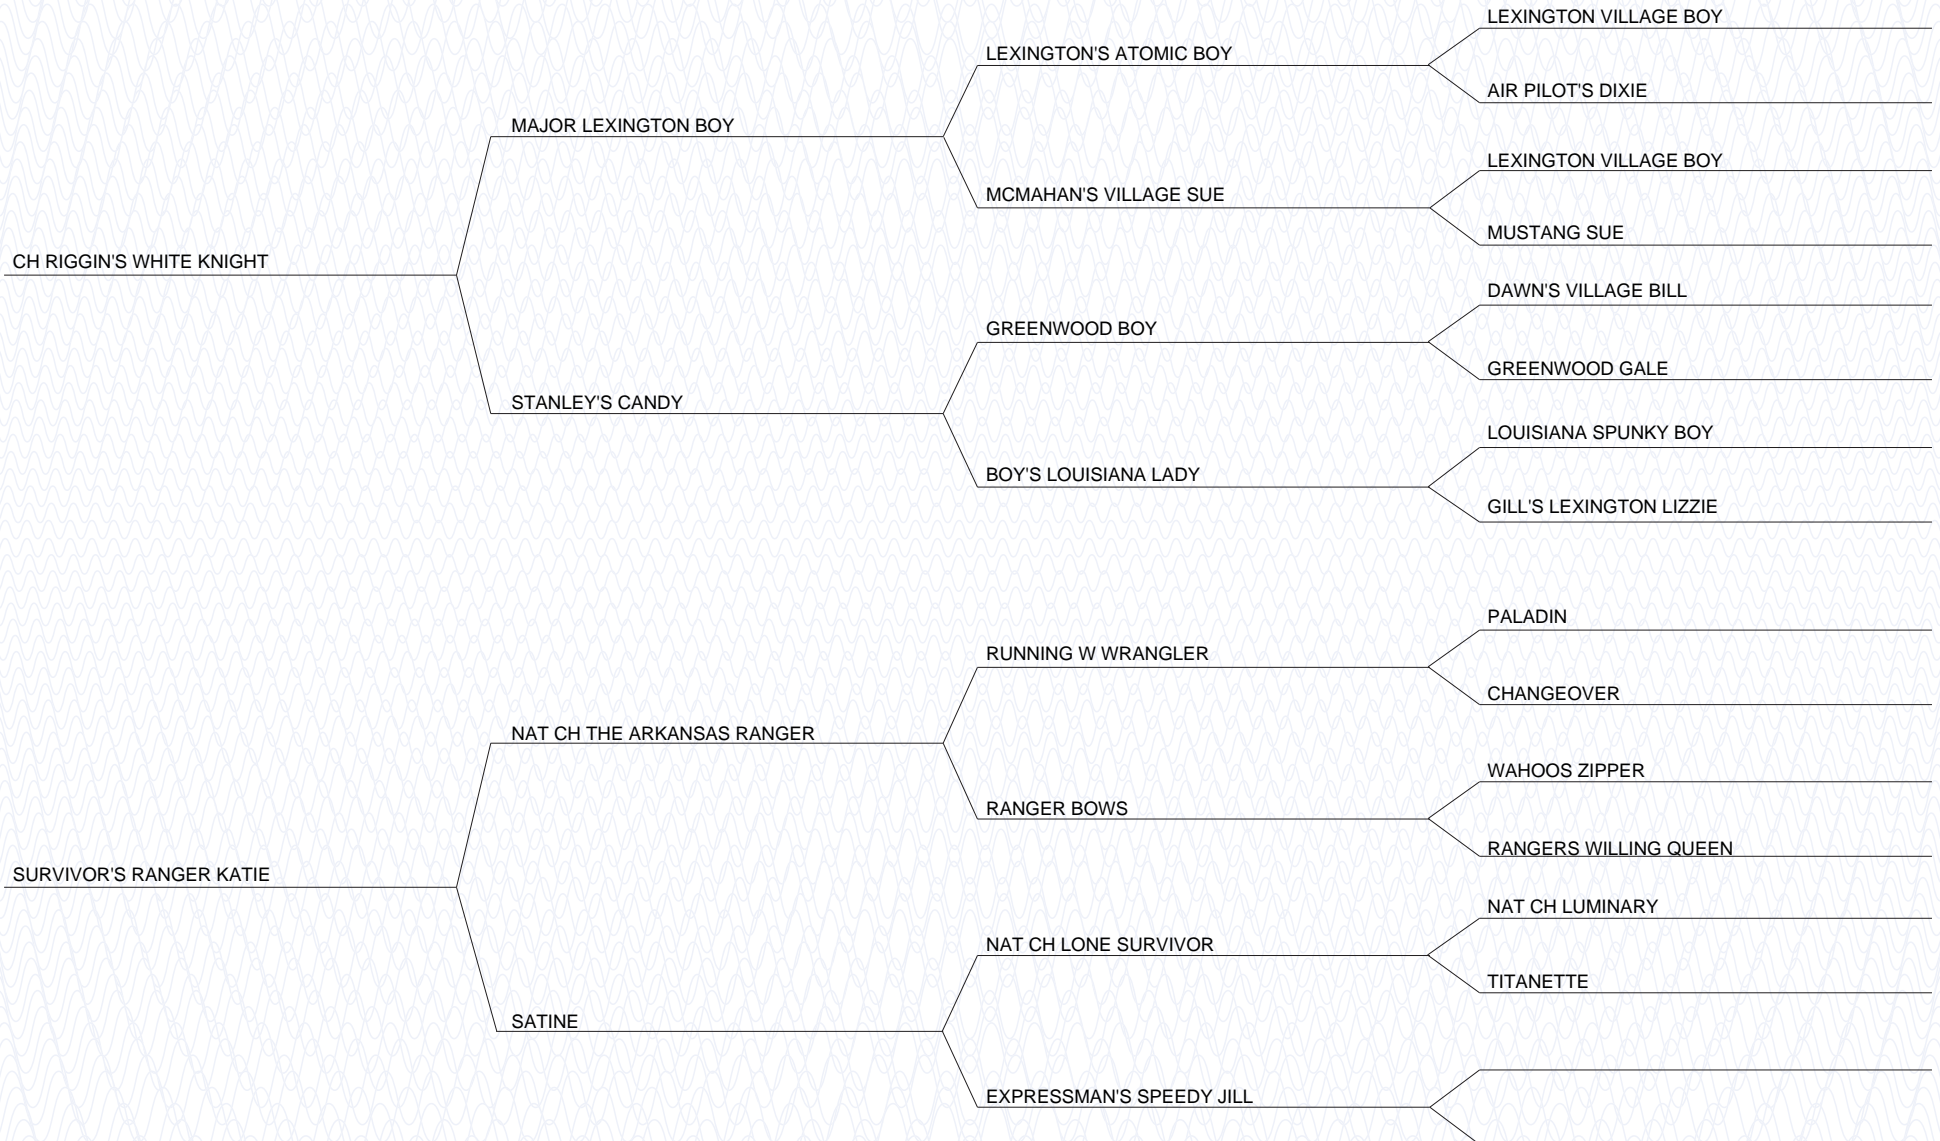 LEXINGTON VILLAGE BOY
LEXINGTON'S ATOMIC BOY
AIR PILOT'S DIXIE
MAJOR LEXINGTON BOY
LEXINGTON VILLAGE BOY
MCMAHAN'S VILLAGE SUE
MUSTANG SUE
CH RIGGIN'S WHITE KNIGHT
DAWN'S VILLAGE BILL
GREENWOOD BOY
GREENWOOD GALE
STANLEY'S CANDY
LOUISIANA SPUNKY BOY
BOY'S LOUISIANA LADY
GILL'S LEXINGTON LIZZIE
PALADIN
RUNNING W WRANGLER
CHANGEOVER
NAT CH THE ARKANSAS RANGER
WAHOOS ZIPPER
RANGER BOWS
RANGERS WILLING QUEEN
SURVIVOR'S RANGER KATIE
NAT CH LUMINARY
NAT CH LONE SURVIVOR
TITANETTE
SATINE
EXPRESSMAN'S SPEEDY JILL